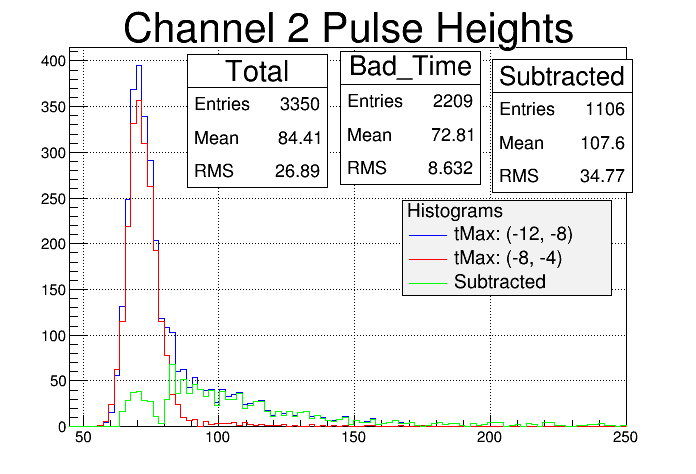 Channel 2 Pulse Heights
Total
Entries 3350
Mean 84.41
RMS 26.89
Bad_Time
Entries 2209
Mean 72.81
RMS 8.632
Subtracted
Entries 1106
Mean 107.6
RMS 34.77
Histograms
tMax: (-12, -8)
tMax: (-8, -4)
Subtracted
400
350
300
250
200
150
100
50
0
50 100 150 200 250